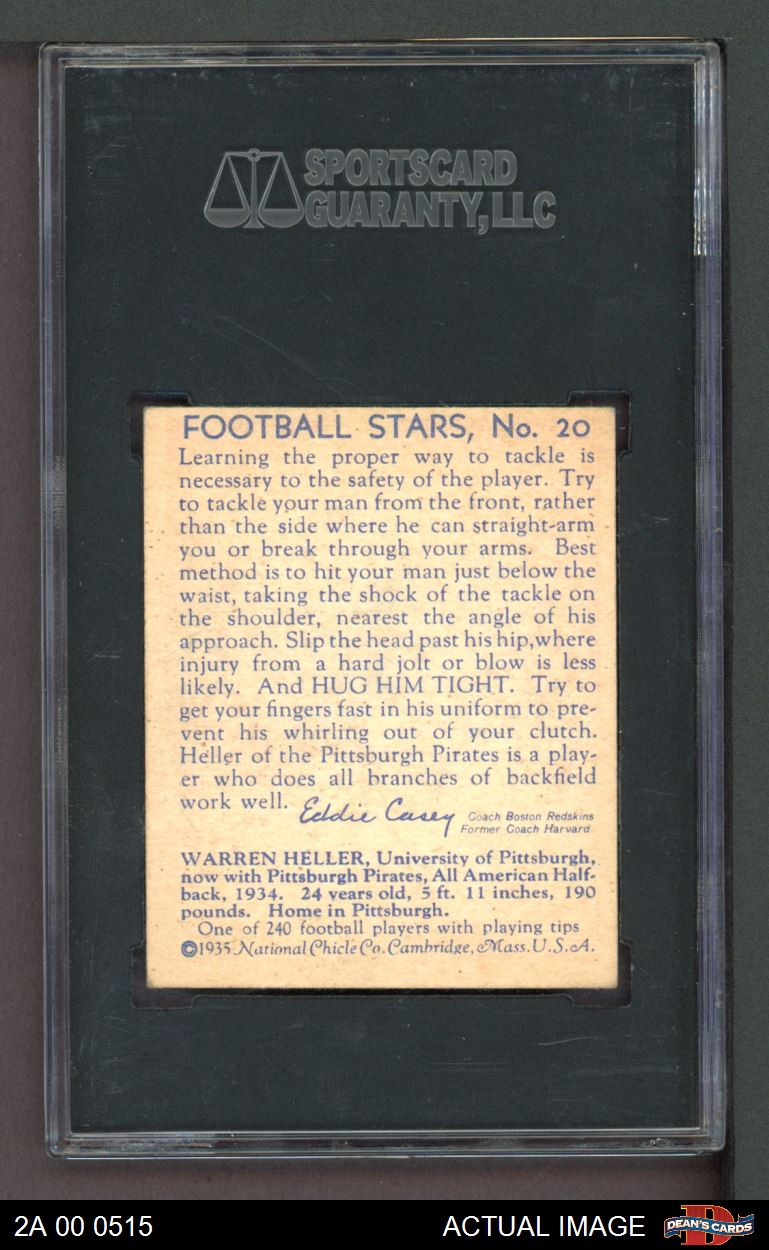 SPORTSCARD
GUARANTY, LLC
FOOTBALL STARS, No. 20
Learning the proper way to tackle is
necessary to the safety of the player. Try
to tackle your man from the front, rather
than the side where he can straight-arm
you or break through your arms. Best
method is to hit your man just below the
waist, taking the shock of the tackle on
the shoulder, nearest the angle of his
approach. Slip the head past his hip,where
injury from a hard jolt or blow is less
likely. And HUG HIM TIGHT. Try to
get your fingers fast in his uniform to pre-
vent his whirling out of your clutch.
Heller of the Pittsburgh Pirates is a play-
er who does all branches of backfield
work well. Eddie Casey Coach Boston Redskins
Former Coach Harvard
WARREN HELLER, University of Pittsburgh,
now with Pittsburgh Pirates, All American Half-
back, 1934. 24 years old, 5 ft. 11 inches, 190
pounds. Home in Pittsburgh.
One of 240 football players with playing tips
©1935 National Chicle Co. Cambridge, Mass. U.S.A.
2A 00 0515 ACTUAL IMAGE DEAN'S CARDS